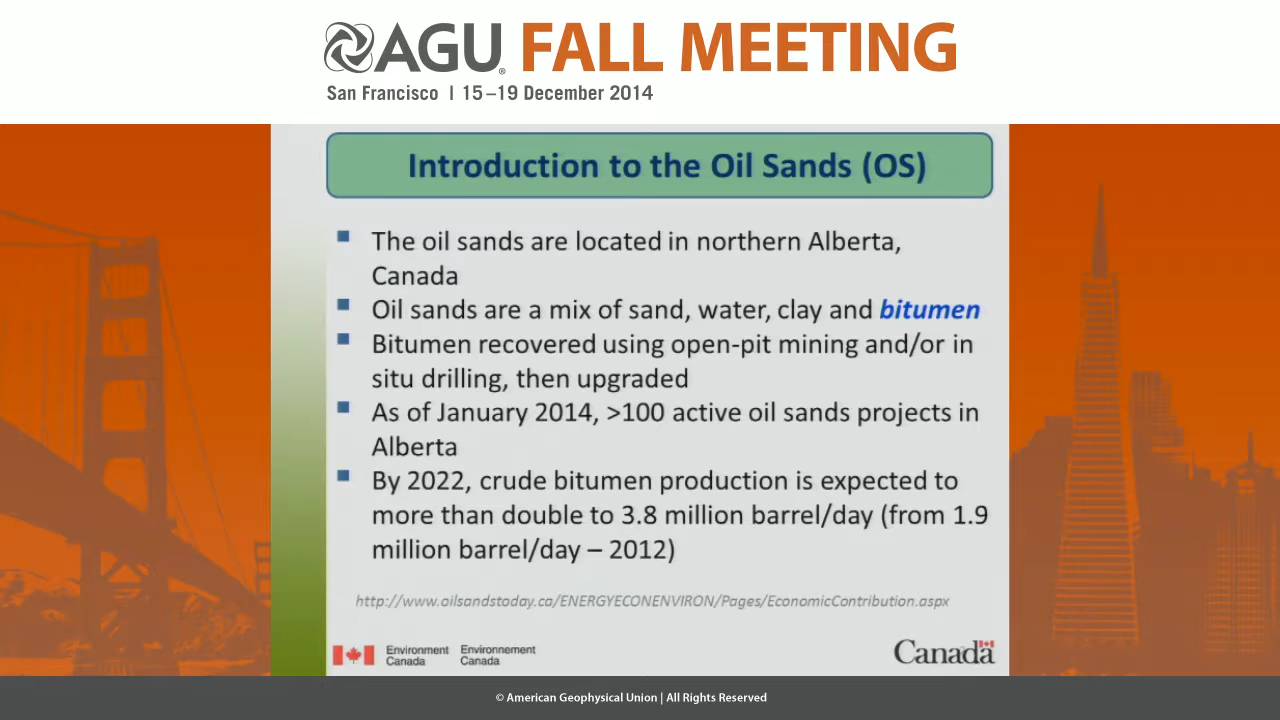 AGU® FALL MEETING
San Francisco | 15–19 December 2014
Introduction to the Oil Sands (OS)
The oil sands are located in northern Alberta,
Canada
Oil sands are a mix of sand, water, clay and bitumen
Bitumen recovered using open-pit mining and/or in
situ drilling, then upgraded
As of January 2014, >100 active oil sands projects in
Alberta
By 2022, crude bitumen production is expected to
more than double to 3.8 million barrel/day (from 1.9
million barrel/day – 2012)
http://www.oilsandstoday.ca/ENERGYECONENVIRON/Pages/EconomicContribution.aspx
Environment Environnement
Canada Canada
Canada
© American Geophysical Union | All Rights Reserved